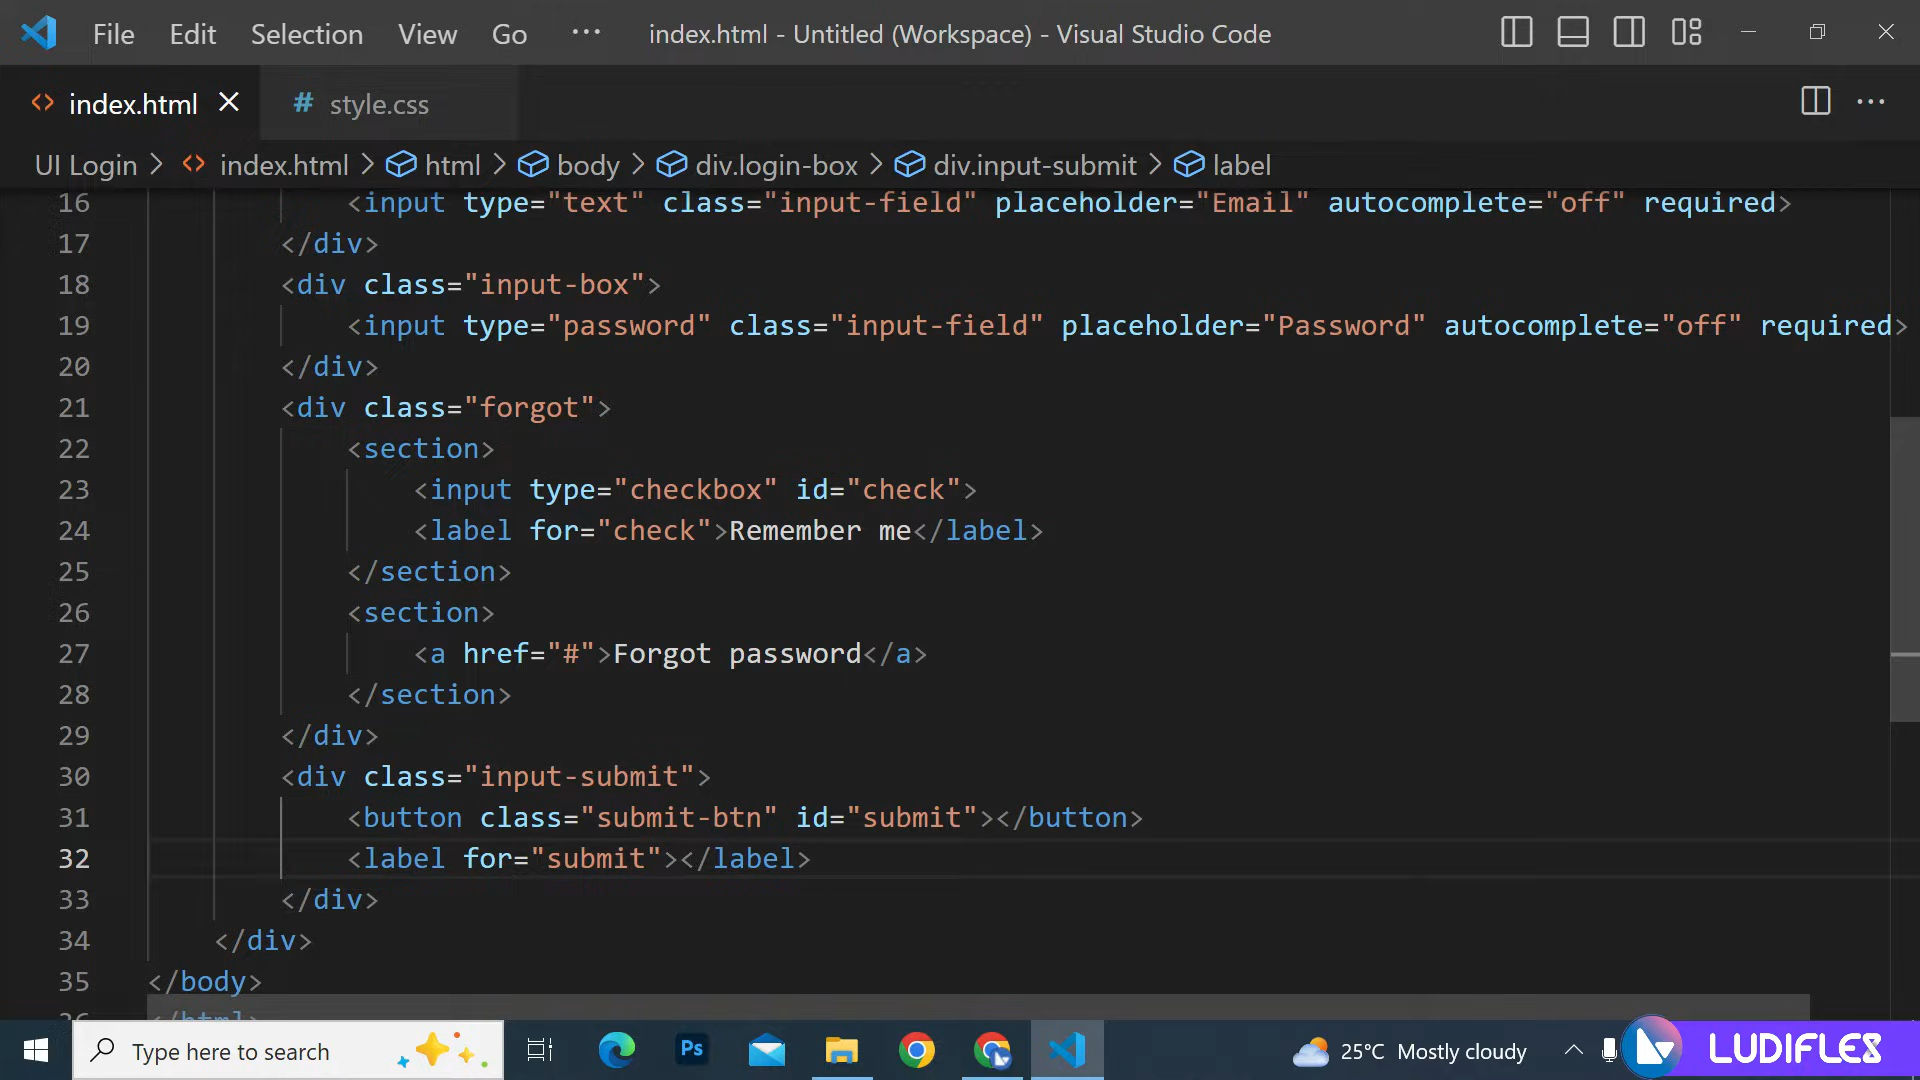 File Edit Selection View Go ··· index.html - Untitled (Workspace) - Visual Studio Code
<> index.html # style.css
UI Login > <> index.html > html > body > div.login-box > div.input-submit > label
16 <input type="text" class="input-field" placeholder="Email" autocomplete="off" required>
17 </div>
18 <div class="input-box">
19 <input type="password" class="input-field" placeholder="Password" autocomplete="off" required>
20 </div>
21 <div class="forgot">
22 <section>
23 <input type="checkbox" id="check">
24 <label for="check">Remember me</label>
25 </section>
26 <section>
27 <a href="#">Forgot password</a>
28 </section>
29 </div>
30 <div class="input-submit">
31 <button class="submit-btn" id="submit"></button>
32 <label for="submit"></label>
33 </div>
34 </div>
35 </body>
36 </html>
Type here to search Ps 25°C Mostly cloudy LUDIFLES